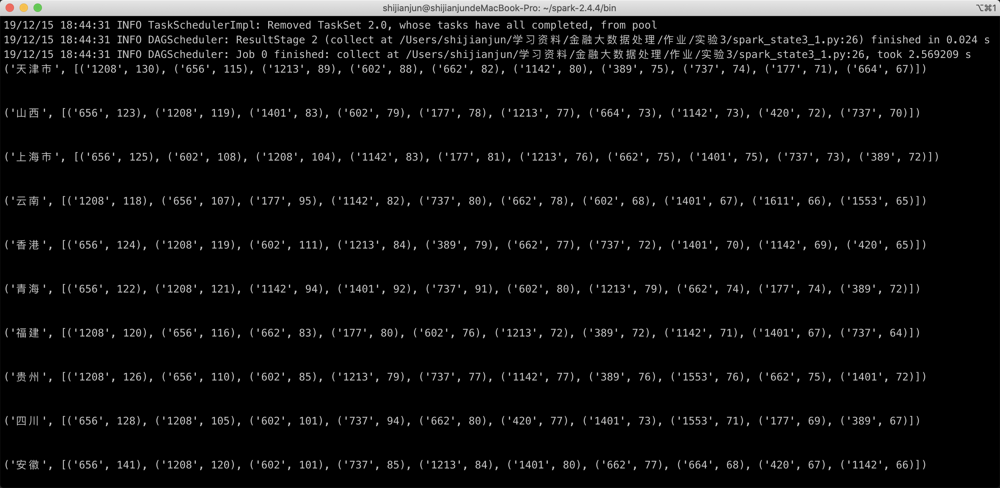 shijianjun@shijianjundeMacBook-Pro: ~/spark-2.4.4/bin
⌥⌘1
19/12/15 18:44:31 INFO TaskSchedulerImpl: Removed TaskSet 2.0, whose tasks have all completed, from pool
19/12/15 18:44:31 INFO DAGScheduler: ResultStage 2 (collect at /Users/shijianjun/学习资料/金融大数据处理/作业/实验3/spark_state3_1.py:26) finished in 0.024 s
19/12/15 18:44:31 INFO DAGScheduler: Job 0 finished: collect at /Users/shijianjun/学习资料/金融大数据处理/作业/实验3/spark_state3_1.py:26, took 2.569209 s
('天津市', [('1208', 130), ('656', 115), ('1213', 89), ('602', 88), ('662', 82), ('1142', 80), ('389', 75), ('737', 74), ('177', 71), ('664', 67)])
('山西', [('656', 123), ('1208', 119), ('1401', 83), ('602', 79), ('177', 78), ('1213', 77), ('664', 73), ('1142', 73), ('420', 72), ('737', 70)])
('上海市', [('656', 125), ('602', 108), ('1208', 104), ('1142', 83), ('177', 81), ('1213', 76), ('662', 75), ('1401', 75), ('737', 73), ('389', 72)])
('云南', [('1208', 118), ('656', 107), ('177', 95), ('1142', 82), ('737', 80), ('662', 78), ('602', 68), ('1401', 67), ('1611', 66), ('1553', 65)])
('香港', [('656', 124), ('1208', 119), ('602', 111), ('1213', 84), ('389', 79), ('662', 77), ('737', 72), ('1401', 70), ('1142', 69), ('420', 65)])
('青海', [('656', 122), ('1208', 121), ('1142', 94), ('1401', 92), ('737', 91), ('602', 80), ('1213', 79), ('662', 74), ('177', 74), ('389', 72)])
('福建', [('1208', 120), ('656', 116), ('662', 83), ('177', 80), ('602', 76), ('1213', 72), ('389', 72), ('1142', 71), ('1401', 67), ('737', 64)])
('贵州', [('1208', 126), ('656', 110), ('602', 85), ('1213', 79), ('737', 77), ('1142', 77), ('389', 76), ('1553', 76), ('662', 75), ('1401', 72)])
('四川', [('656', 128), ('1208', 105), ('602', 101), ('737', 94), ('662', 80), ('420', 77), ('1401', 73), ('1553', 71), ('177', 69), ('389', 67)])
('安徽', [('656', 141), ('1208', 120), ('602', 101), ('737', 85), ('1213', 84), ('1401', 80), ('662', 77), ('664', 68), ('420', 67), ('1142', 66)])